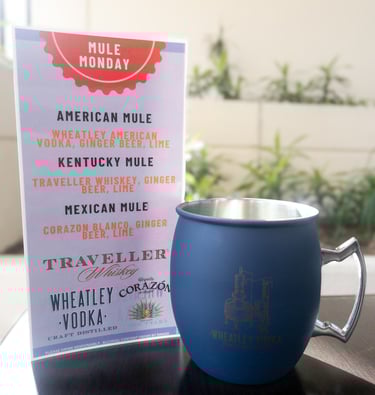 MULE
MONDAY
AMERICAN MULE
WHEATLEY AMERICAN
VODKA, GINGER BEER, LIME
KENTUCKY MULE
TRAVELLER WHISKEY, GINGER
BEER, LIME
MEXICAN MULE
CORAZON BLANCO, GINGER
BEER, LIME
TRAVELLER
Whiskey
CORAZÓN
WHEATLEY
·VODKA·
CRAFT DISTILLED
WHEATLEY VODKA